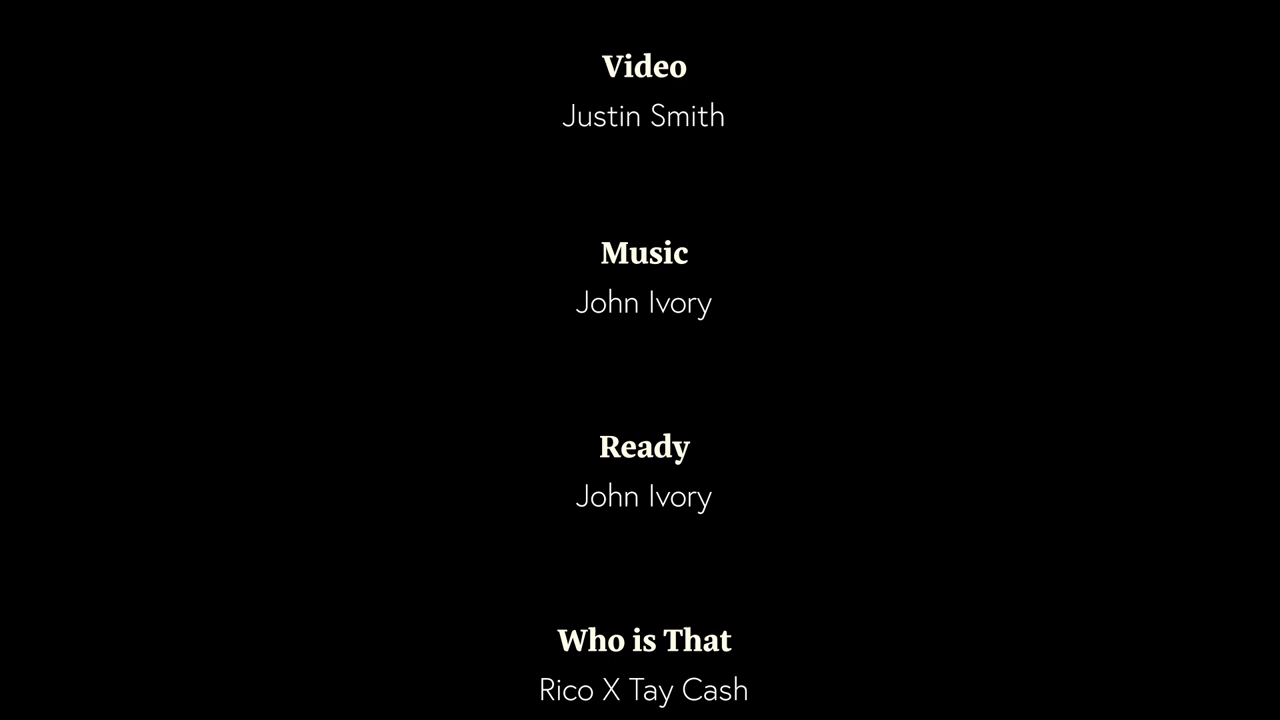 Video
Justin Smith
Music
John Ivory
Ready
John Ivory
Who is That
Rico X Tay Cash